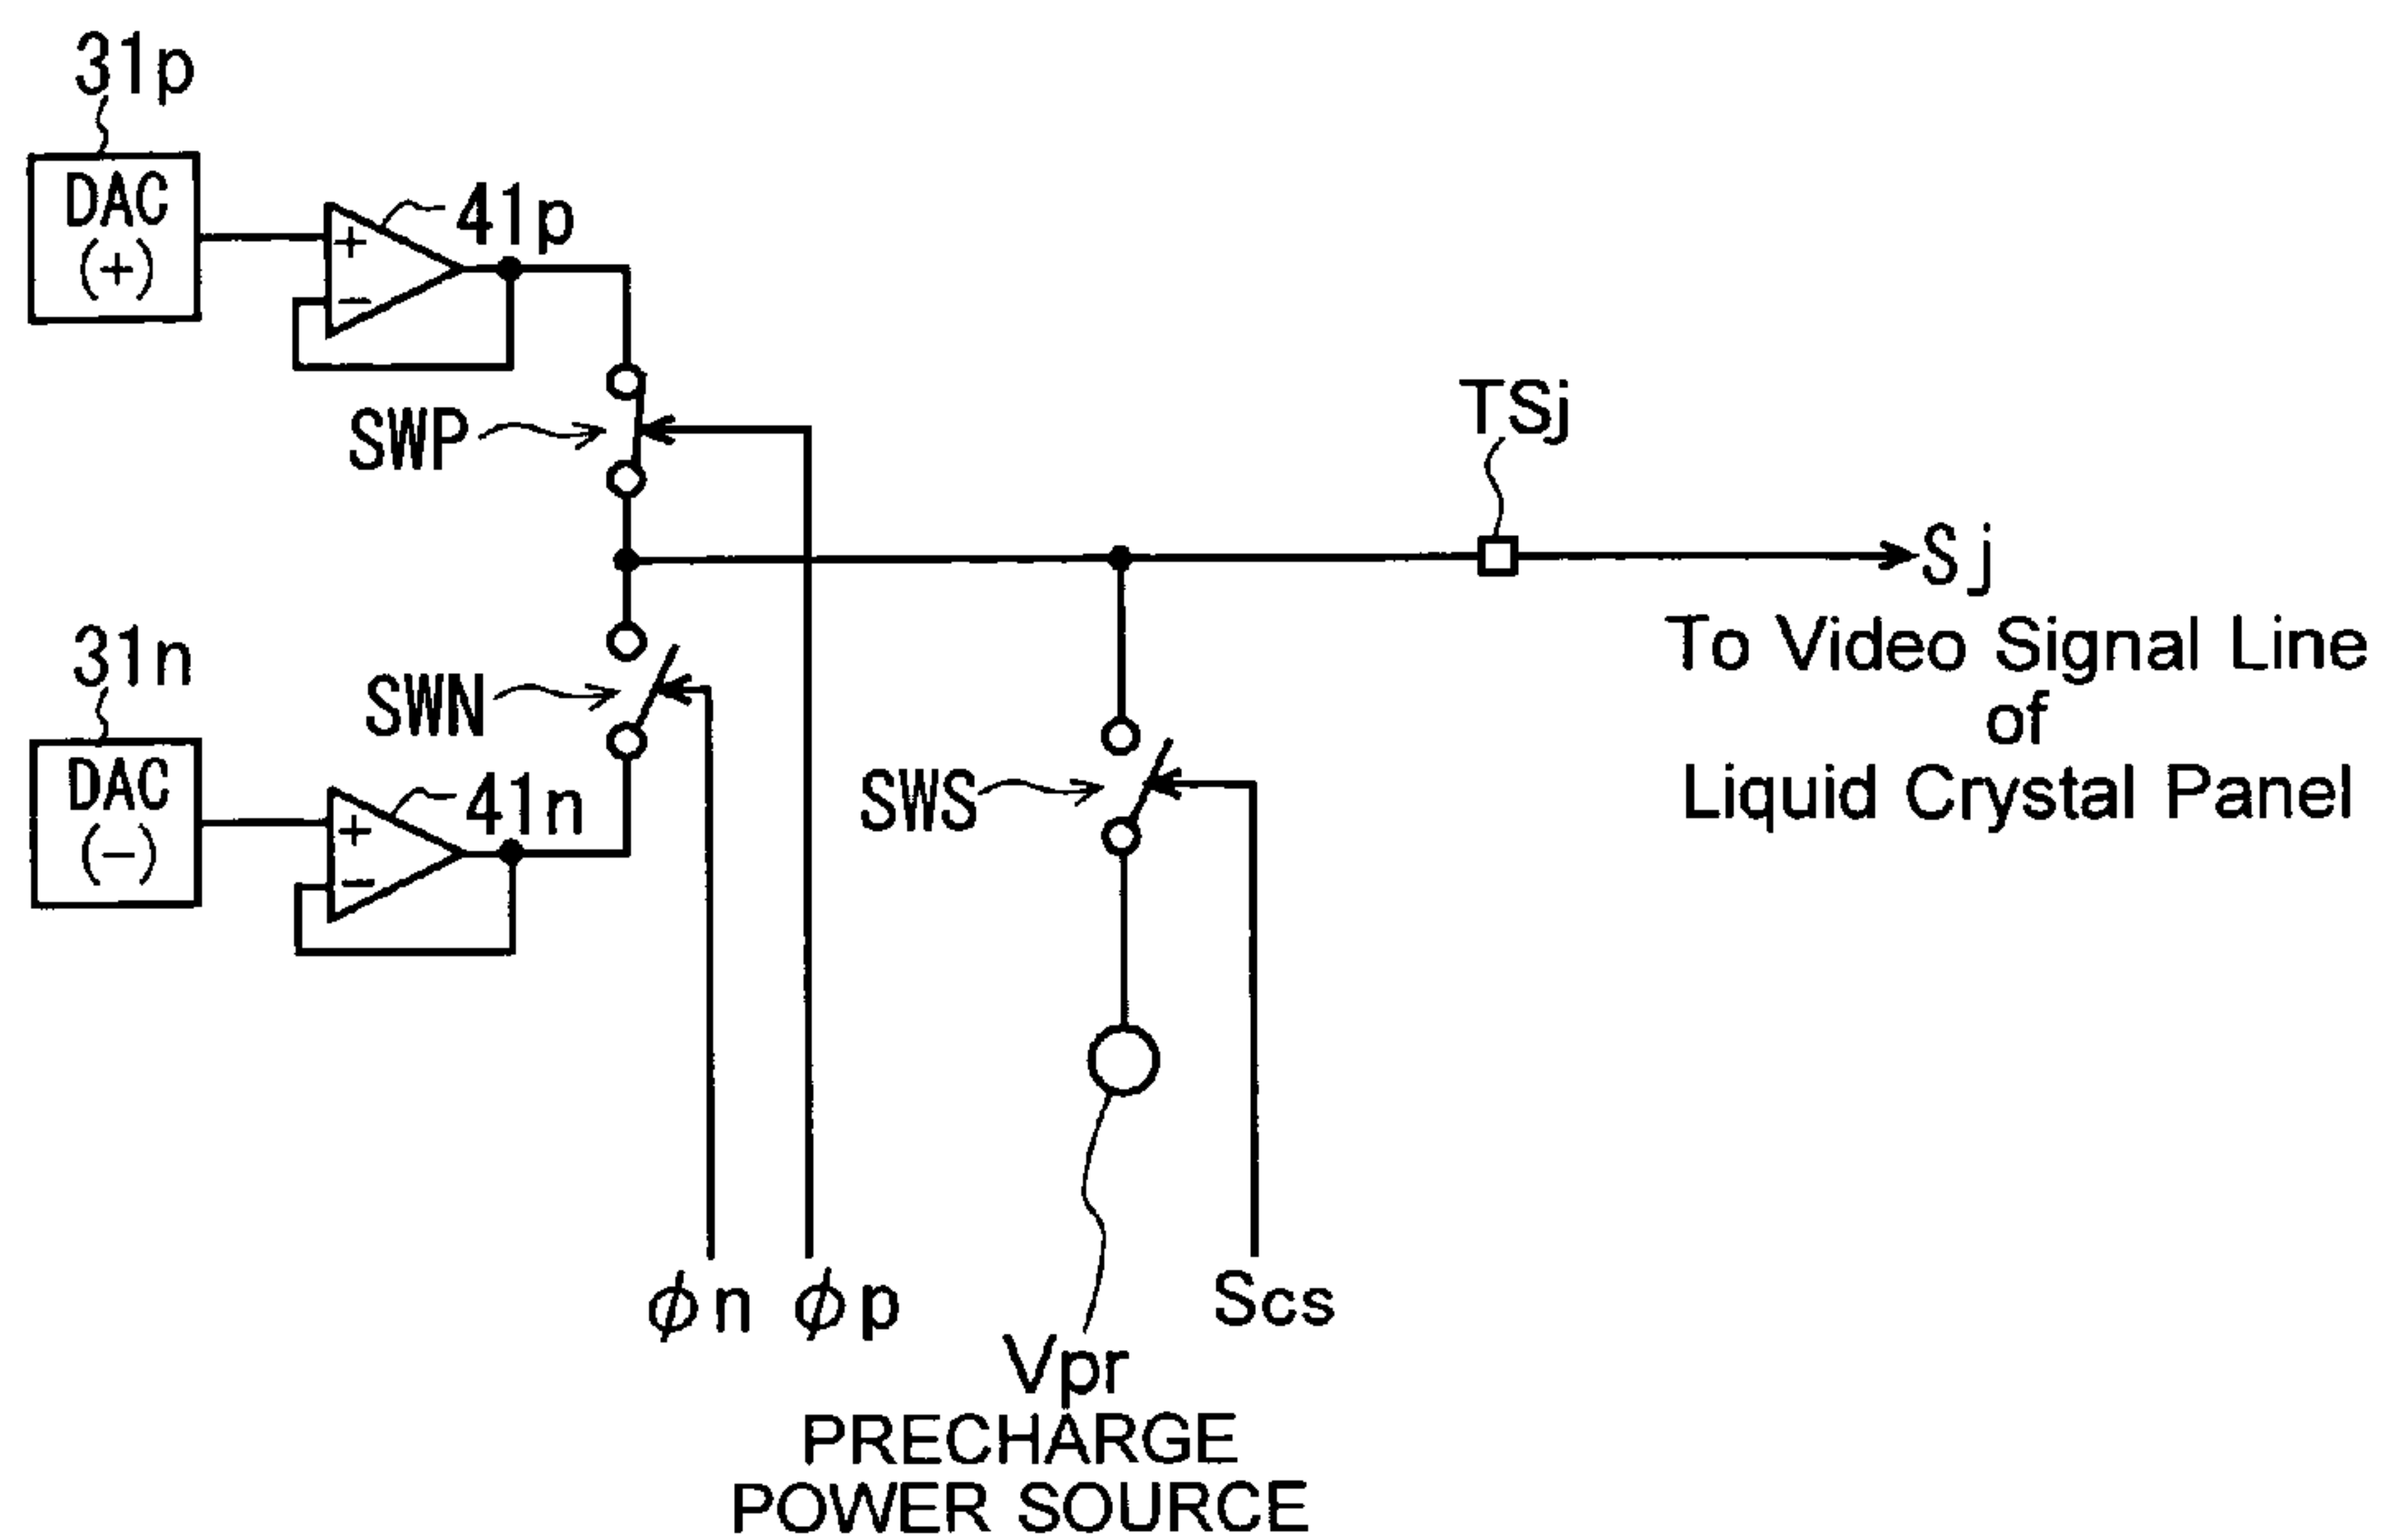 31p
DAC
(+)
+
−
41p
SWP
TSj
Sj
To Video Signal Line
of
Liquid Crystal Panel
31n
DAC
(−)
+
−
41n
SWN
SWS
φn
φp
Scs
Vpr
PRECHARGE
POWER SOURCE